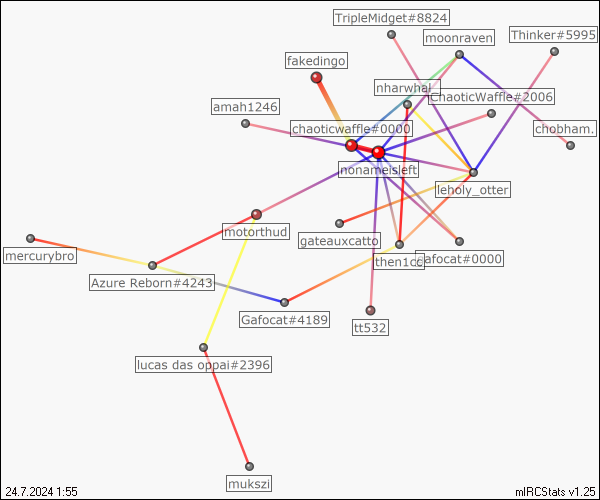 TripleMidget#8824
moonraven
Thinker#5995
fakedingo
nharwhal_
ChaoticWaffle#2006
amah1246
chaoticwaffle#0000
chobham.
nonameisleft
leholy_otter
motorthud
gateauxcatto
mercurybro
then1cc
Gafocat#0000
Azure Reborn#4243
Gafocat#4189
tt532
lucas das oppai#2396
mukszi
24.7.2024 1:55
mIRCStats v1.25